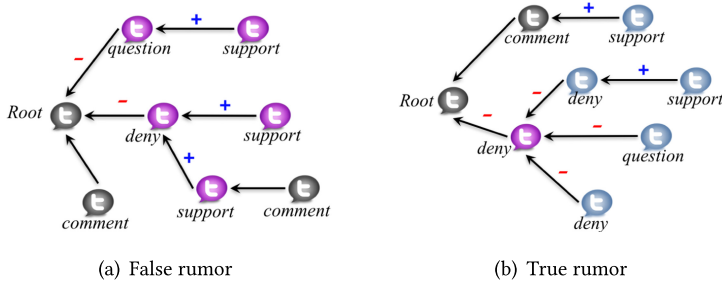 +
question
support
−
Root
−
deny
+
support
+
comment
support
comment
(a) False rumor
+
comment
support
Root
−
−
deny
+
support
deny
−
question
−
deny
(b) True rumor